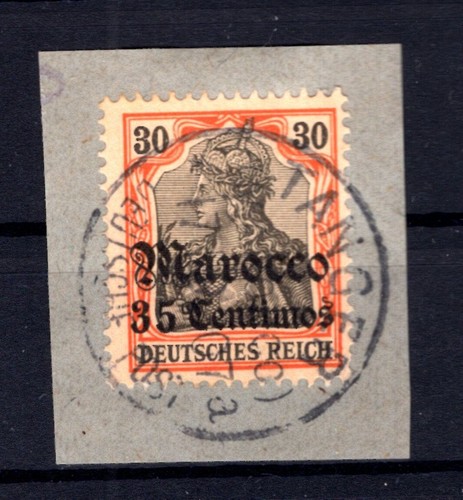 30 30
Marocco
35 Centimos
DEUTSCHES REICH
TANGER